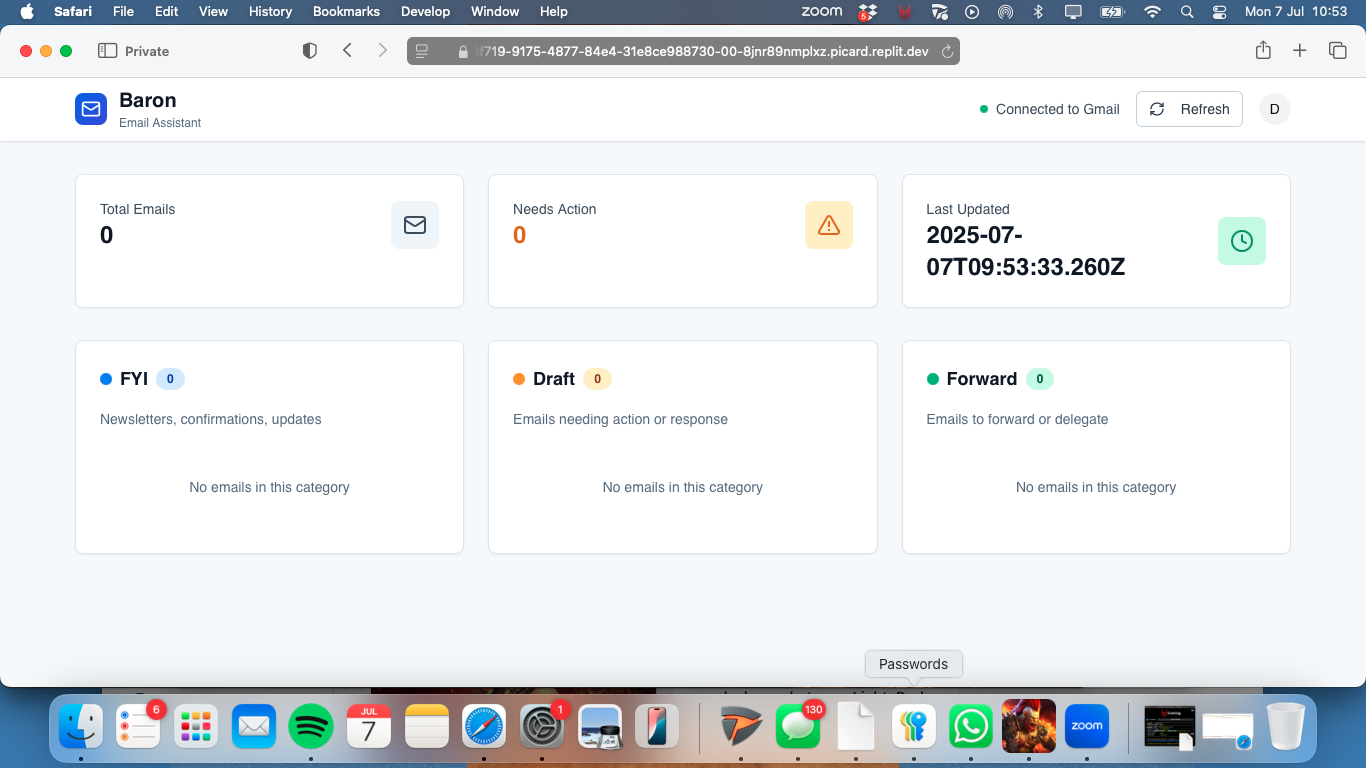 Safari File Edit View History Bookmarks Develop Window Help zoom 5 Mon 7 Jul 10:53
Private
f719-9175-4877-84e4-31e8ce988730-00-8jnr89nmplxz.picard.replit.dev
Baron
Email Assistant
Connected to Gmail
Refresh
D
Total Emails
0
Needs Action
0
Last Updated
2025-07-
07T09:53:33.260Z
FYI 0
Newsletters, confirmations, updates
No emails in this category
Draft 0
Emails needing action or response
No emails in this category
Forward 0
Emails to forward or delegate
No emails in this category
Passwords
6
JUL
7
1
130
zoom